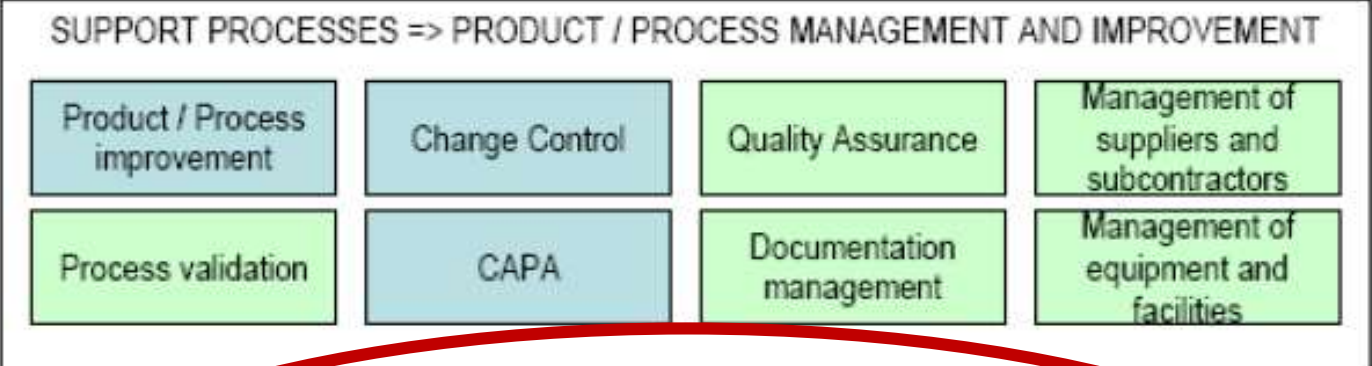 SUPPORT PROCESSES => PRODUCT / PROCESS MANAGEMENT AND IMPROVEMENT
Product / Process
improvement
Change Control
Quality Assurance
Management of
suppliers and
subcontractors
Process validation
CAPA
Documentation
management
Management of
equipment and
facilities